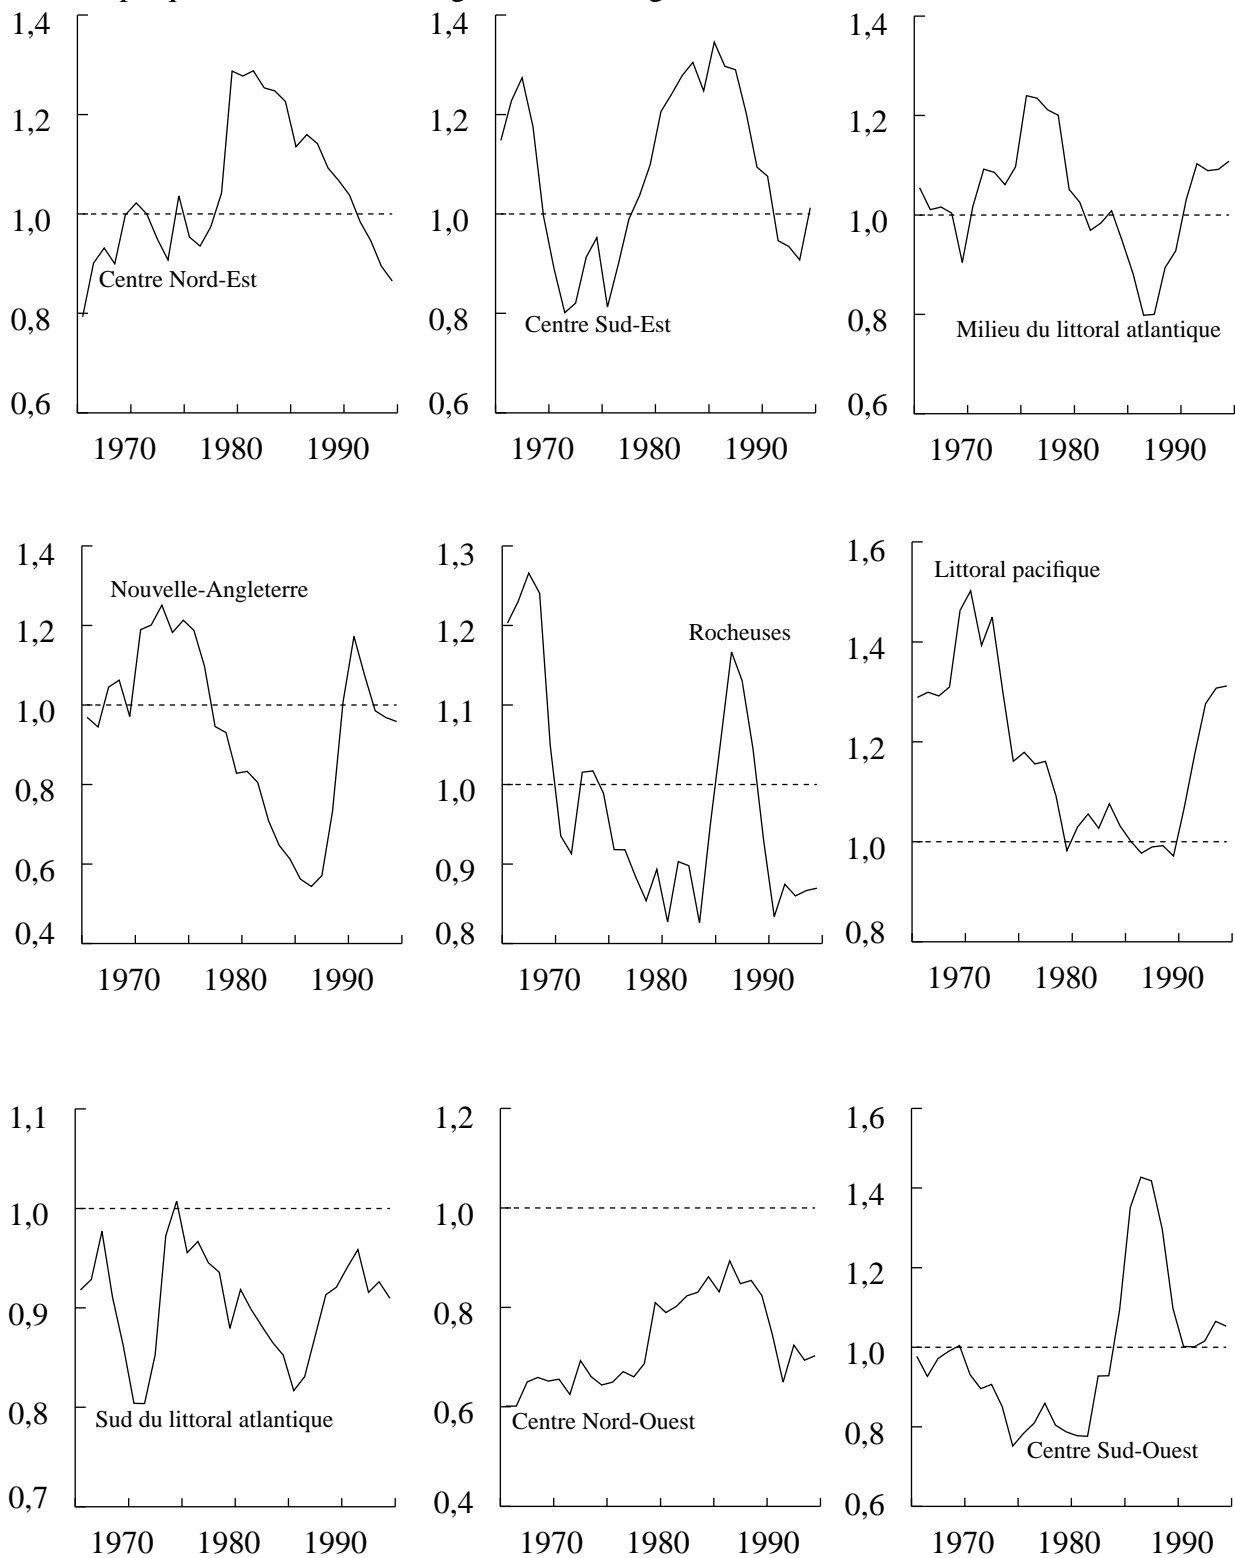 1,4
1,2
1,0
0,8
0,6
Centre Nord-Est
1970 1980 1990
1,4
1,2
1,0
0,8
0,6
Centre Sud-Est
1970 1980 1990
1,4
1,2
1,0
0,8
0,6
Milieu du littoral atlantique
1970 1980 1990
1,4
Nouvelle-Angleterre
1,2
1,0
0,8
0,6
0,4
1970 1980 1990
1,3
1,2
Rocheuses
1,1
1,0
0,9
0,8
1970 1980 1990
1,6
Littoral pacifique
1,4
1,2
1,0
0,8
1970 1980 1990
1,1
1,0
0,9
0,8
Sud du littoral atlantique
0,7
1970 1980 1990
1,2
1,0
0,8
0,6
Centre Nord-Ouest
0,4
1970 1980 1990
1,6
1,4
1,2
1,0
0,8
Centre Sud-Ouest
0,6
1970 1980 1990